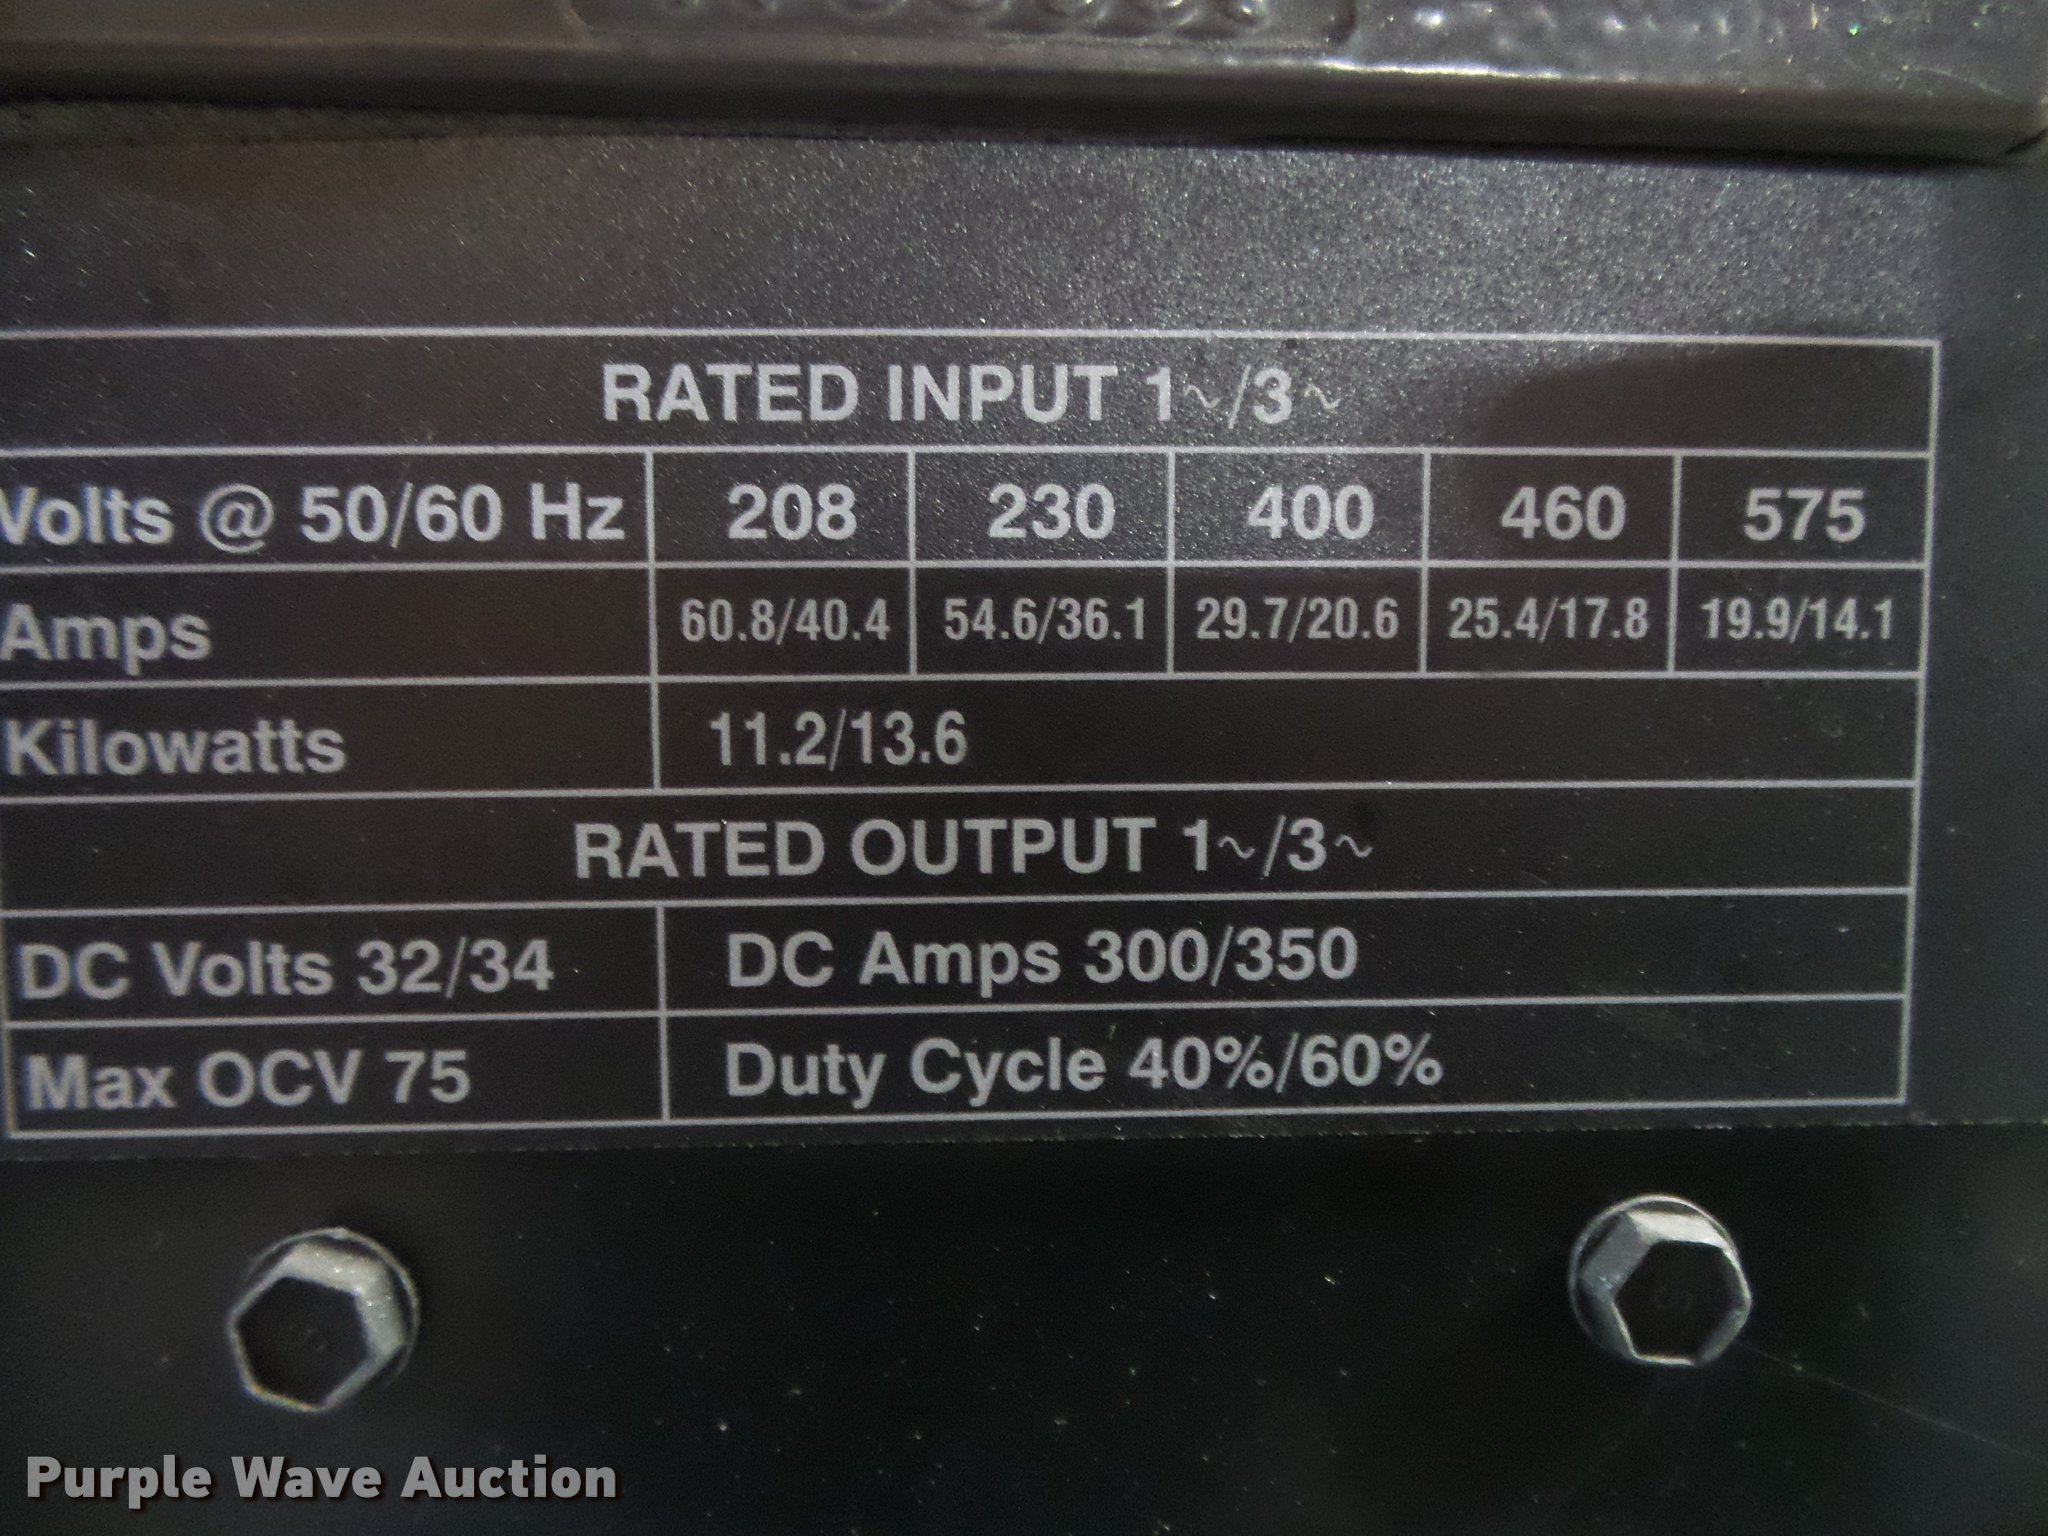 RATED INPUT 1~/3~
Volts @ 50/60 Hz 208 230 400 460 575
Amps 60.8/40.4 54.6/36.1 29.7/20.6 25.4/17.8 19.9/14.1
Kilowatts 11.2/13.6
RATED OUTPUT 1~/3~
DC Volts 32/34 DC Amps 300/350
Max OCV 75 Duty Cycle 40%/60%
Purple Wave Auction